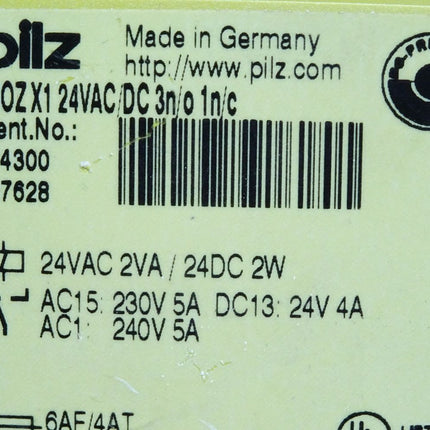 pilz
Made in Germany
http://www.pilz.com
OZ X1 24VAC/DC 3n/o 1n/c
ent.No.:
4300
7628
24VAC 2VA / 24DC 2W
AC15: 230V 5A DC13: 24V 4A
AC1: 240V 5A
6AF/4AT